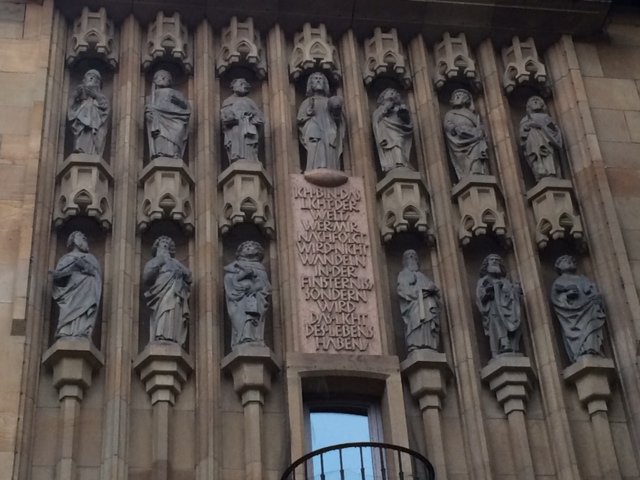 ICH·BIN·DAS
LICHT·DER
WELT/
WER·MIR
NACHFOLGT
WIRD·NICHT
WANDELN
IN·DER
FINSTERNIS
SONDERN
WIRD
DAS·LICHT
DES·LEBENS
HABEN